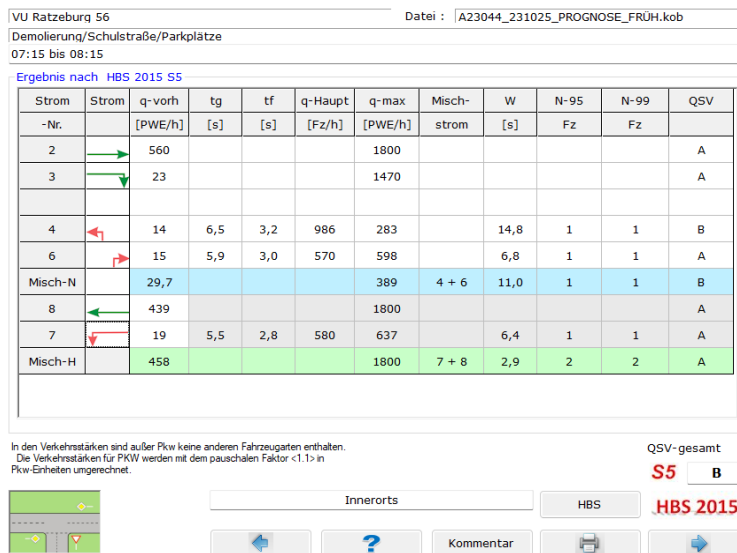 VU Ratzeburg 56 Datei : A23044_231025_PROGNOSE_FRÜH.kob
Demolierung/Schulstraße/Parkplätze
07:15 bis 08:15
Ergebnis nach HBS 2015 S5
Strom Strom q-vorh tg tf q-Haupt q-max Misch- W N-95 N-99 QSV
-Nr. [PWE/h] [s] [s] [Fz/h] [PWE/h] strom [s] Fz Fz
2 560 1800 A
3 23 1470 A
4 14 6,5 3,2 986 283 14,8 1 1 B
6 15 5,9 3,0 570 598 6,8 1 1 A
Misch-N 29,7 389 4 + 6 11,0 1 1 B
8 439 1800 A
7 19 5,5 2,8 580 637 6,4 1 1 A
Misch-H 458 1800 7 + 8 2,9 2 2 A
In den Verkehrsstärken sind außer Pkw keine anderen Fahrzeugarten enthalten.
Die Verkehrsstärken für PKW werden mit dem pauschalen Faktor <1.1> in
Pkw-Einheiten umgerechnet.
QSV-gesamt
S5 B
Innerorts HBS HBS 2015
? Kommentar